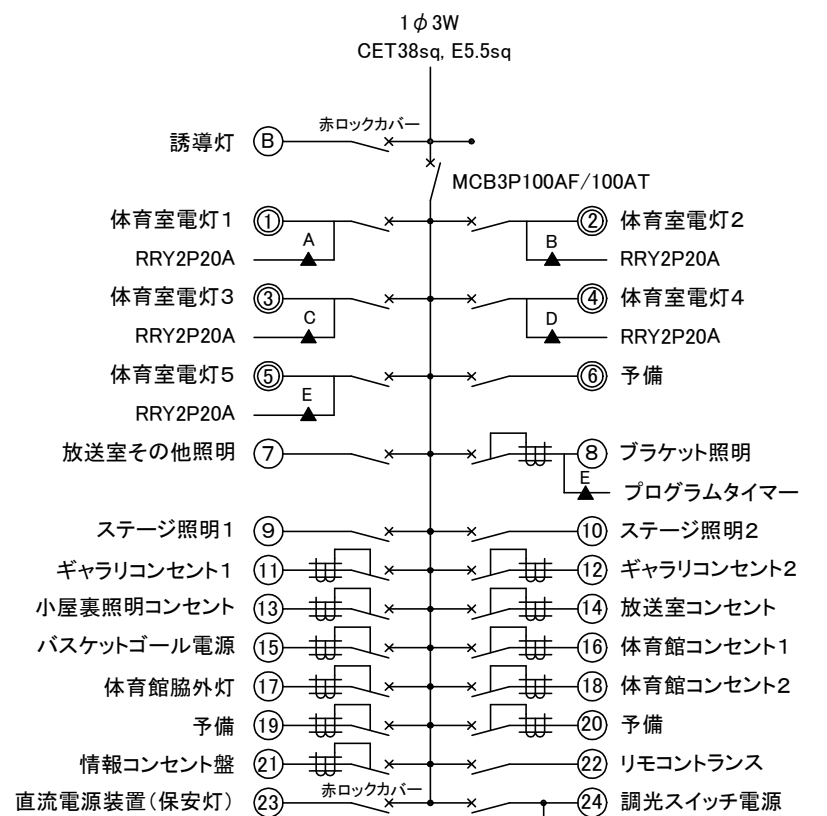 1φ3W
CET38sq, E5.5sq
誘導灯 B 赤ロックカバー
MCB3P100AF/100AT
体育室電灯1 1 2 体育室電灯2
RRY2P20A A B RRY2P20A
体育室電灯3 3 4 体育室電灯4
RRY2P20A C D RRY2P20A
体育室電灯5 5 6 予備
RRY2P20A E
放送室その他照明 7 8 ブラケット照明
E プログラムタイマー
ステージ照明1 9 10 ステージ照明2
ギャラリコンセント1 11 12 ギャラリコンセント2
小屋裏照明コンセント 13 14 放送室コンセント
バスケットゴール電源 15 16 体育館コンセント1
体育館脇外灯 17 18 体育館コンセント2
予備 19 20 予備
情報コンセント盤 21 22 リモコントランス
直流電源装置(保安灯) 23 赤ロックカバー 24 調光スイッチ電源